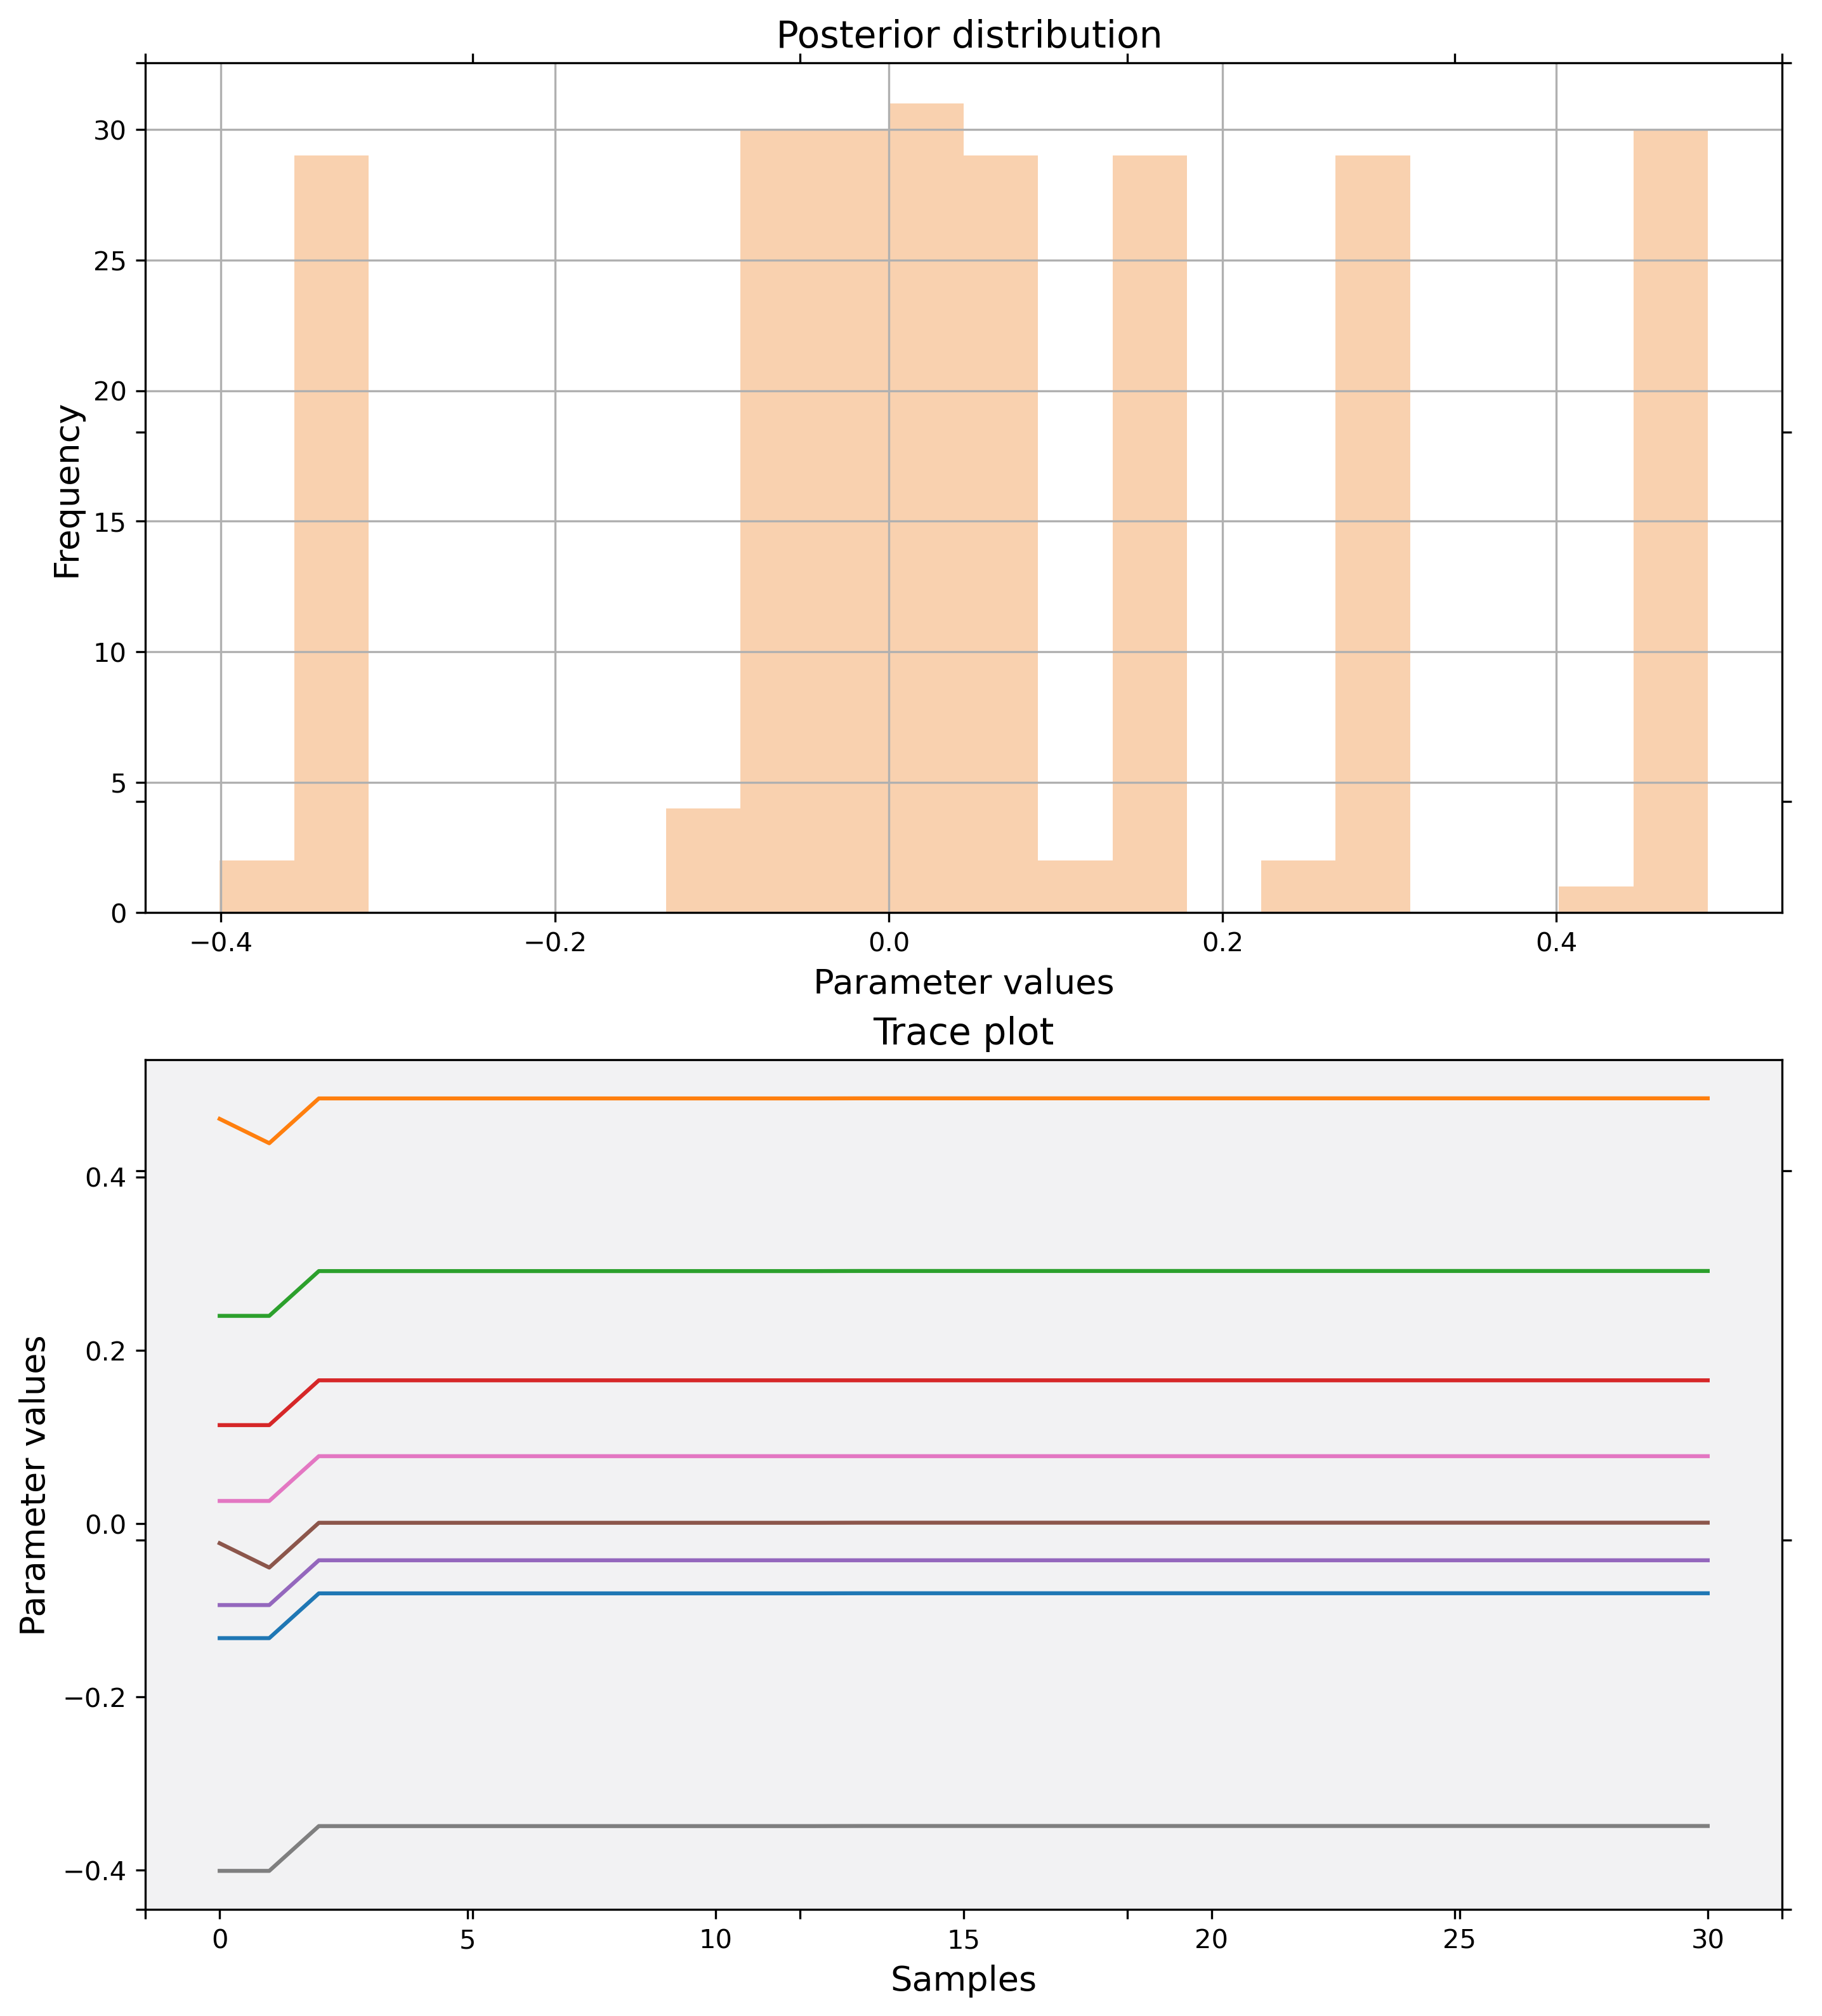 Posterior distribution
30
25
20
15
10
5
0
Frequency
−0.4 −0.2 0.0 0.2 0.4
Parameter values
Trace plot
0.4
0.2
0.0
−0.2
−0.4
Parameter values
0 5 10 15 20 25 30
Samples